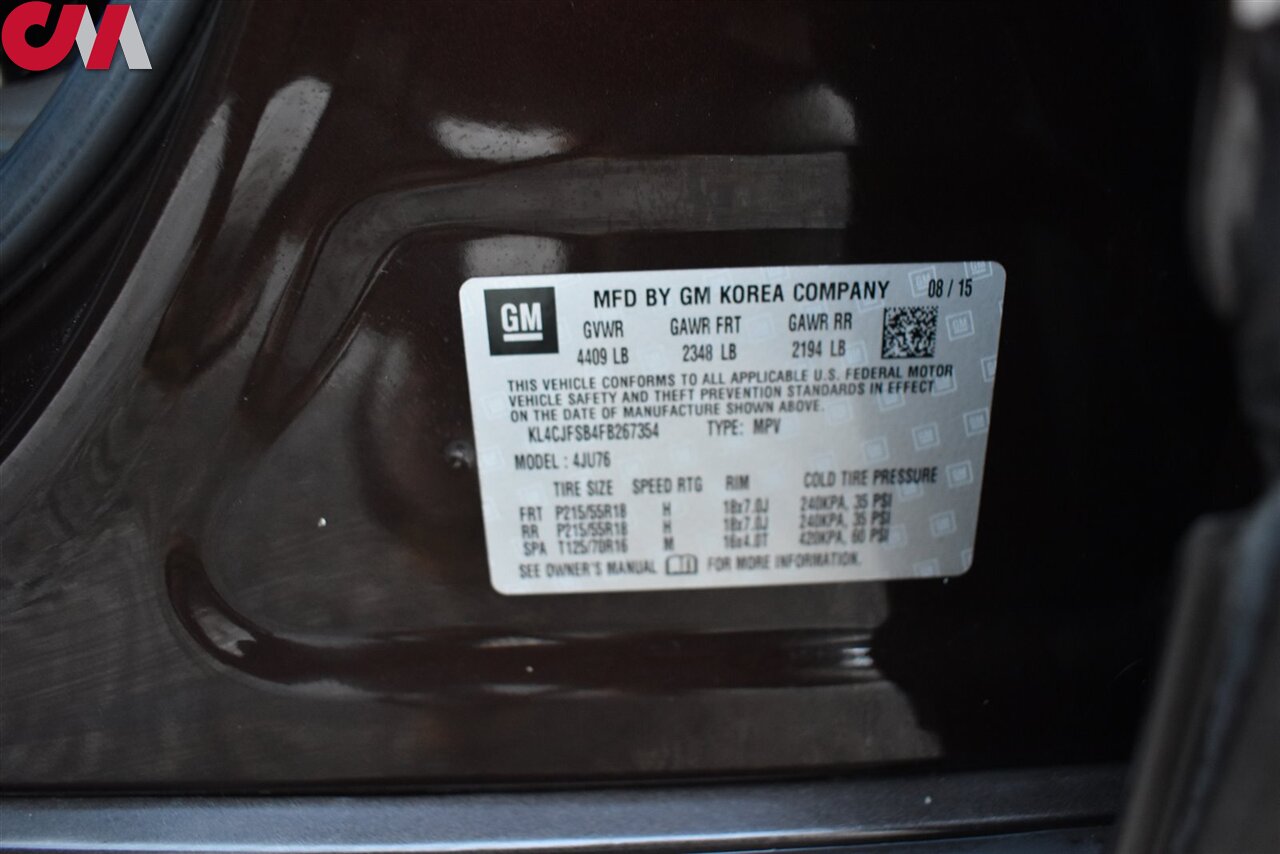 CMA
GM
MFD BY GM KOREA COMPANY 08 / 15
GVWR GAWR FRT GAWR RR
4409 LB 2348 LB 2194 LB
THIS VEHICLE CONFORMS TO ALL APPLICABLE U.S. FEDERAL MOTOR
VEHICLE SAFETY AND THEFT PREVENTION STANDARDS IN EFFECT
ON THE DATE OF MANUFACTURE SHOWN ABOVE.
KL4CJFSB4FB267354 TYPE: MPV
MODEL : 4JU76
TIRE SIZE SPEED RTG RIM COLD TIRE PRESSURE
FRT P215/55R18 H 18x7.0J 240KPA, 35 PSI
RR P215/55R18 H 18x7.0J 240KPA, 35 PSI
SPA T125/70R16 M 16x4.0T 420KPA, 60 PSI
SEE OWNER'S MANUAL FOR MORE INFORMATION.